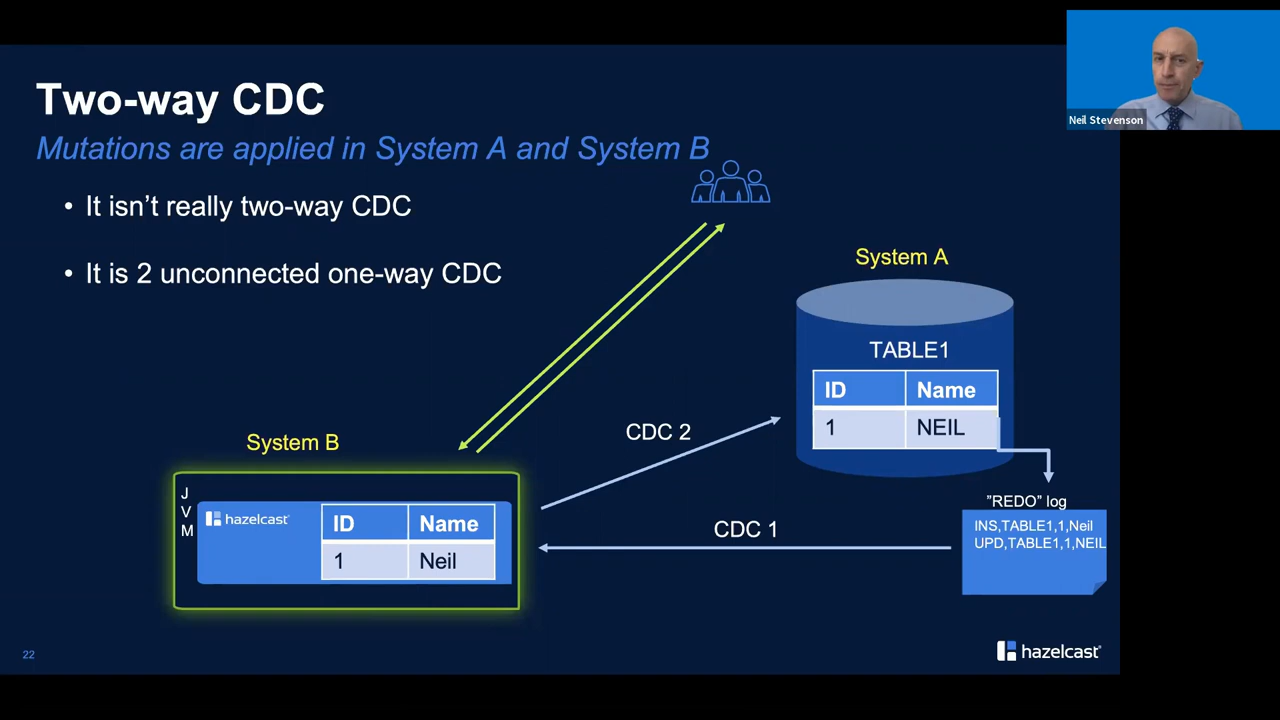 Two-way CDC
Mutations are applied in System A and System B
• It isn't really two-way CDC
• It is 2 unconnected one-way CDC
Neil Stevenson
System A
TABLE1
ID Name
1 NEIL
CDC 2
System B
J
V
M
hazelcast
ID Name
1 Neil
CDC 1
”REDO” log
INS,TABLE1,1,Neil
UPD,TABLE1,1,NEIL
22
hazelcast